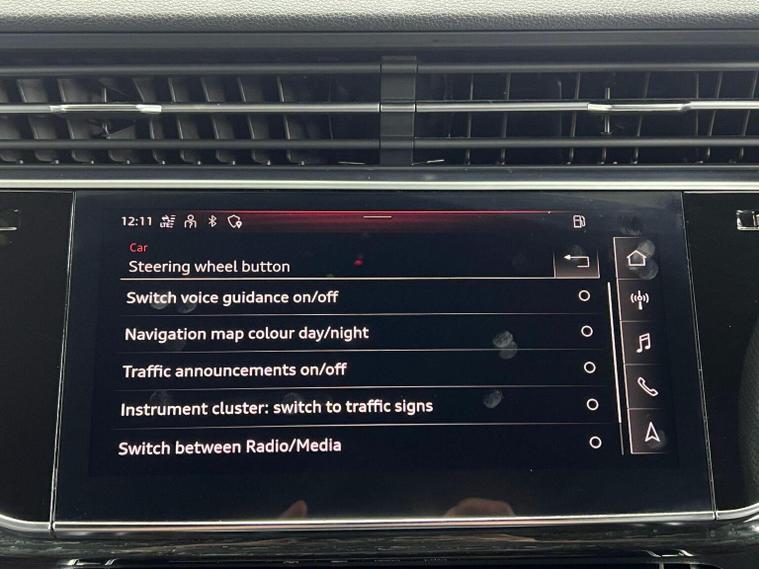 12:11 LTE
Car
Steering wheel button
Switch voice guidance on/off
Navigation map colour day/night
Traffic announcements on/off
Instrument cluster: switch to traffic signs
Switch between Radio/Media